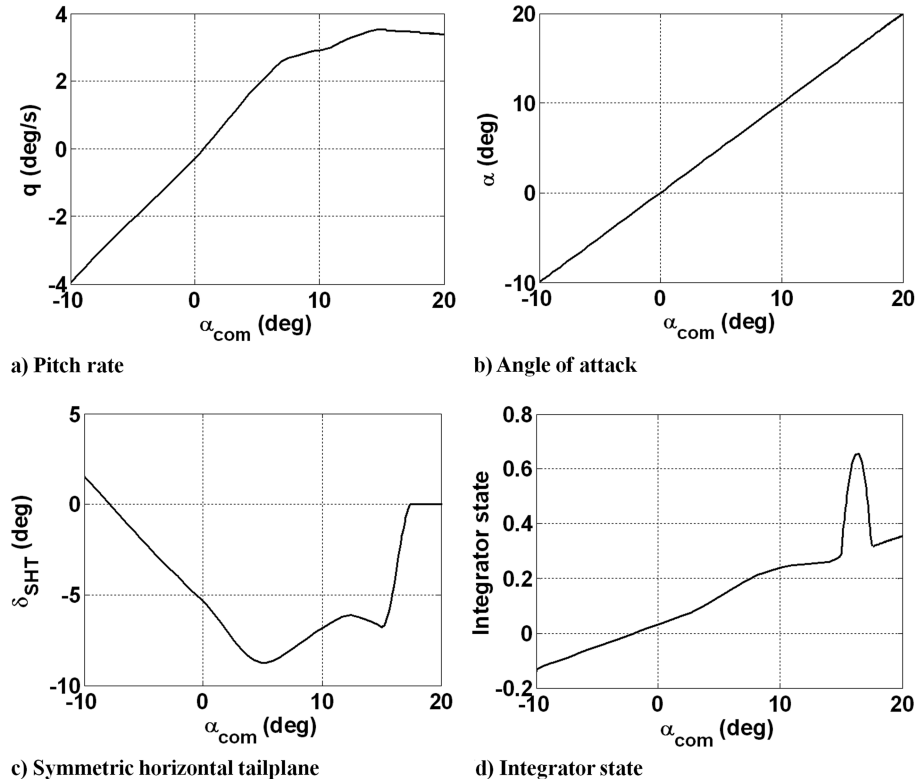 4
2
0
-2
-4
q (deg/s)
-10 0 10 20
α_com (deg)
a) Pitch rate
20
10
0
-10
α (deg)
-10 0 10 20
α_com (deg)
b) Angle of attack
5
0
-5
-10
δ_SHT (deg)
-10 0 10 20
α_com (deg)
c) Symmetric horizontal tailplane
0.8
0.6
0.4
0.2
0
-0.2
Integrator state
-10 0 10 20
α_com (deg)
d) Integrator state